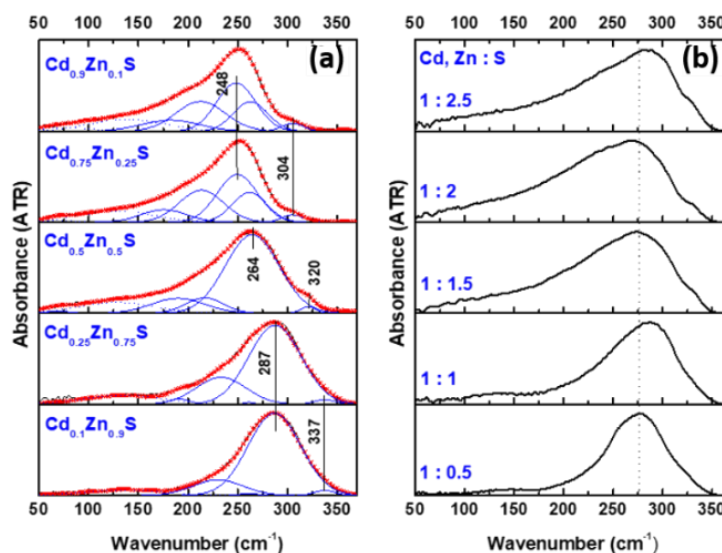 50 100 150 200 250 300 350
50 100 150 200 250 300 350
(a)
Cd0.9Zn0.1S
248
Cd0.75Zn0.25S
304
Cd0.5Zn0.5S
264
320
Cd0.25Zn0.75S
287
Cd0.1Zn0.9S
337
Absorbance (ATR)
50 100 150 200 250 300 350
Wavenumber (cm-1)
(b)
Cd, Zn : S
1 : 2.5
1 : 2
1 : 1.5
1 : 1
1 : 0.5
Absorbance (ATR)
50 100 150 200 250 300 350
Wavenumber (cm-1)